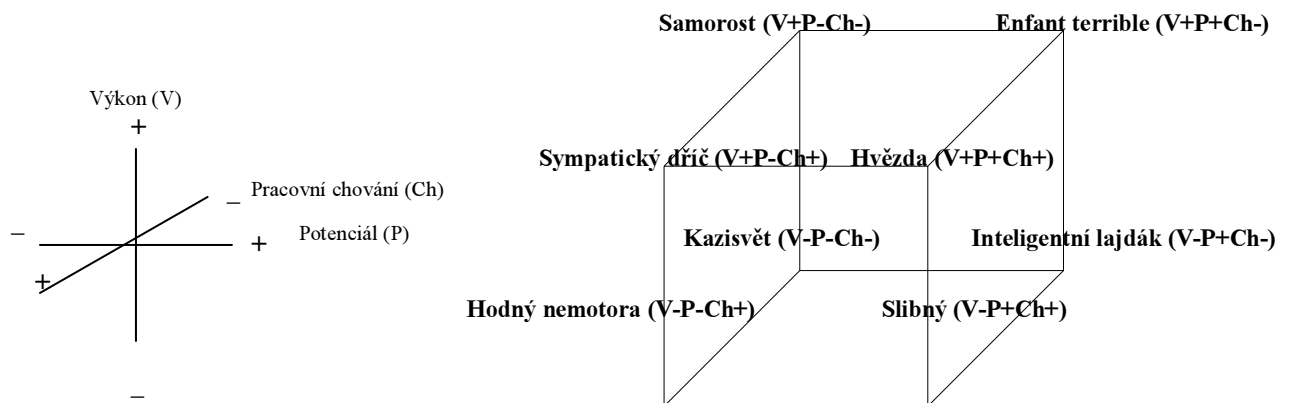 Samorost (V+P-Ch-)
Enfant terrible (V+P+Ch-)
Výkon (V)
+
Sympatický dříč (V+P-Ch+)
Hvězda (V+P+Ch+)
– Pracovní chování (Ch)
–
+
Potenciál (P)
Kazisvět (V-P-Ch-)
Inteligentní lajdák (V-P+Ch-)
+
Hodný nemotora (V-P-Ch+)
Slibný (V-P+Ch+)
–